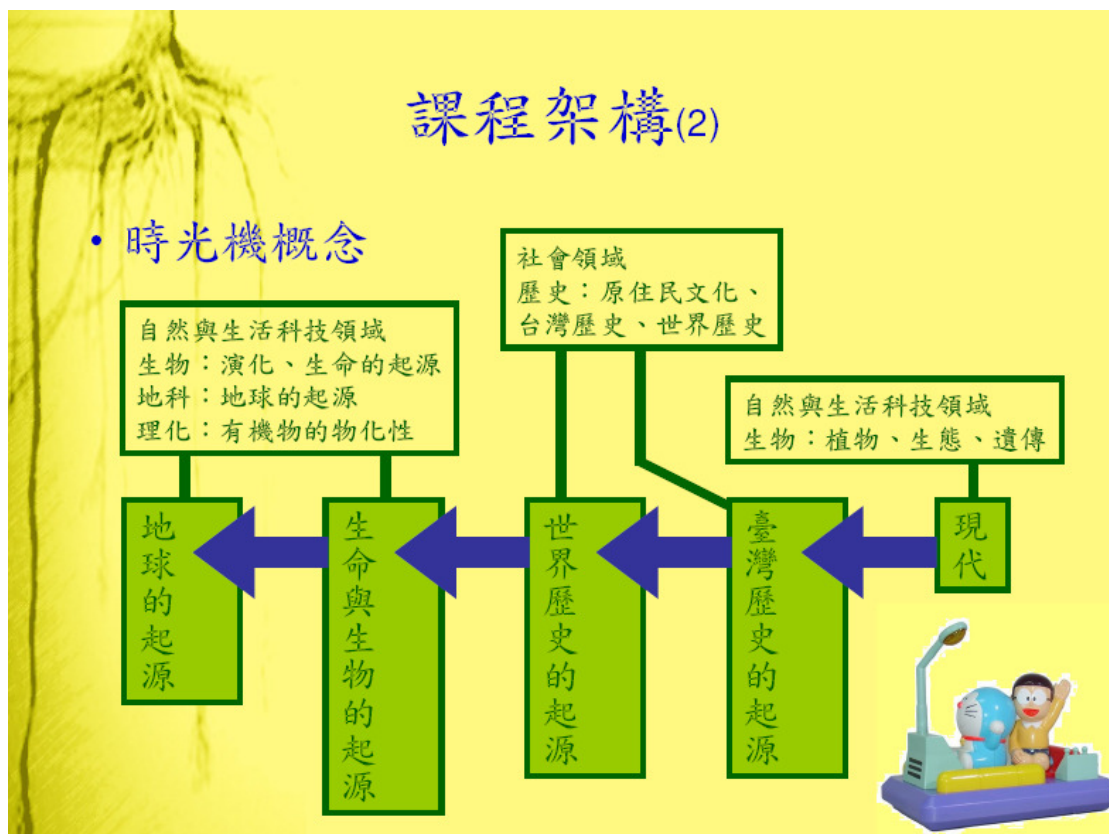 課程架構(2)
• 時光機概念
社會領域
歷史：原住民文化、
台灣歷史、世界歷史
自然與生活科技領域
生物：演化、生命的起源
地科：地球的起源
理化：有機物的物化性
自然與生活科技領域
生物：植物、生態、遺傳
地球的起源
生命與生物的起源
世界歷史的起源
臺灣歷史的起源
現代